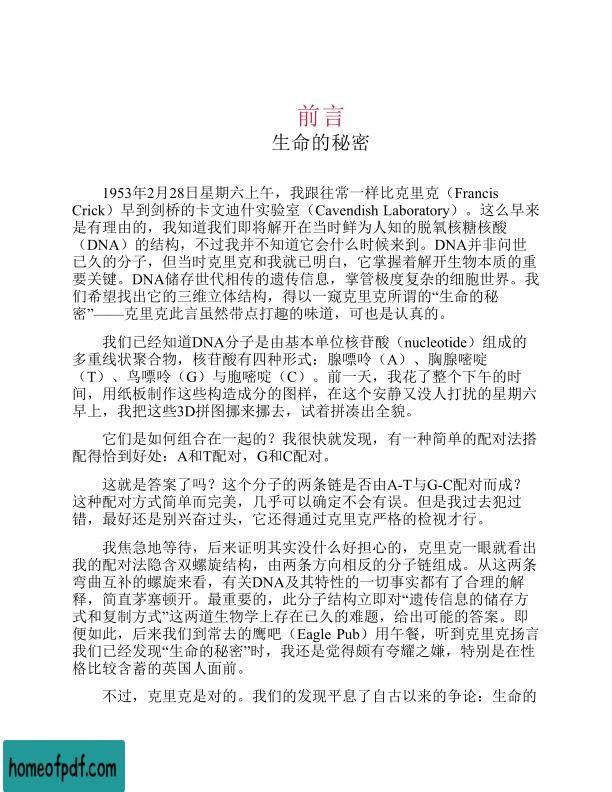 前言
生命的秘密
1953年2月28日星期六上午，我跟往常一样比克里克（Francis
Crick）早到剑桥的卡文迪什实验室（Cavendish Laboratory）。这么早来
是有理由的，我知道我们即将解开在当时鲜为人知的脱氧核糖核酸
（DNA）的结构，不过我并不知道它会什么时候来到。DNA并非问世
已久的分子，但当时克里克和我就已明白，它掌握着解开生物本质的重
要关键。DNA储存世代相传的遗传信息，掌管极度复杂的细胞世界。我
们希望找出它的三维立体结构，得以一窥克里克所谓的“生命的秘
密”——克里克此言虽然带点打趣的味道，可也是认真的。
我们已经知道DNA分子是由基本单位核苷酸（nucleotide）组成的
多重线状聚合物，核苷酸有四种形式：腺嘌呤（A）、胸腺嘧啶
（T）、鸟嘌呤（G）与胞嘧啶（C）。前一天，我花了整个下午的时
间，用纸板制作这些构造成分的图样，在这个安静又没人打扰的星期六
早上，我把这些3D拼图挪来挪去，试着拼凑出全貌。
它们是如何组合在一起的？我很快就发现，有一种简单的配对法搭
配得恰到好处：A和T配对，G和C配对。
这就是答案了吗？这个分子的两条链是否由A-T与G-C配对而成？
这种配对方式简单而完美，几乎可以确定不会有误。但是我过去犯过
错，最好还是别兴奋过头，它还得通过克里克严格的检视才行。
我焦急地等待，后来证明其实没什么好担心的，克里克一眼就看出
我的配对法隐含双螺旋结构，由两条方向相反的分子链组成。从这两条
弯曲互补的螺旋来看，有关DNA及其特性的一切事实都有了合理的解
释，简直茅塞顿开。最重要的，此分子结构立即对“遗传信息的储存方
式和复制方式”这两道生物学上存在已久的难题，给出可能的答案。即
便如此，后来我们到常去的鹰吧（Eagle Pub）用午餐，听到克里克扬言
我们已经发现“生命的秘密”时，我还是觉得颇有夸耀之嫌，特别是在性
格比较含蓄的英国人面前。
不过，克里克是对的。我们的发现平息了自古以来的争论：生命的
homeofpdf.com